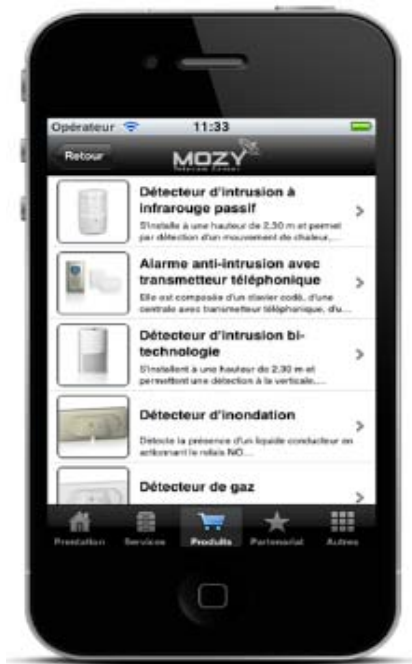 Opérateur 11:33
Retour
MOZY
Détecteur d'intrusion à
infrarouge passif
S'installe à une hauteur de 2,30 m et permet
par détection d'un mouvement de chaleur,...
Alarme anti-intrusion avec
transmetteur téléphonique
Elle est composée d'un clavier codé, d'une
centrale avec transmetteur téléphonique, d'u...
Détecteur d'intrusion bi-
technologie
S'installent à une hauteur de 2.30 m et
permettent une détection à la verticale....
Détecteur d'inondation
Détecte la présence d'un liquide conducteur en
actionnant le relais NO...
Détecteur de gaz
Prestation Services Produits Partenariat Autres